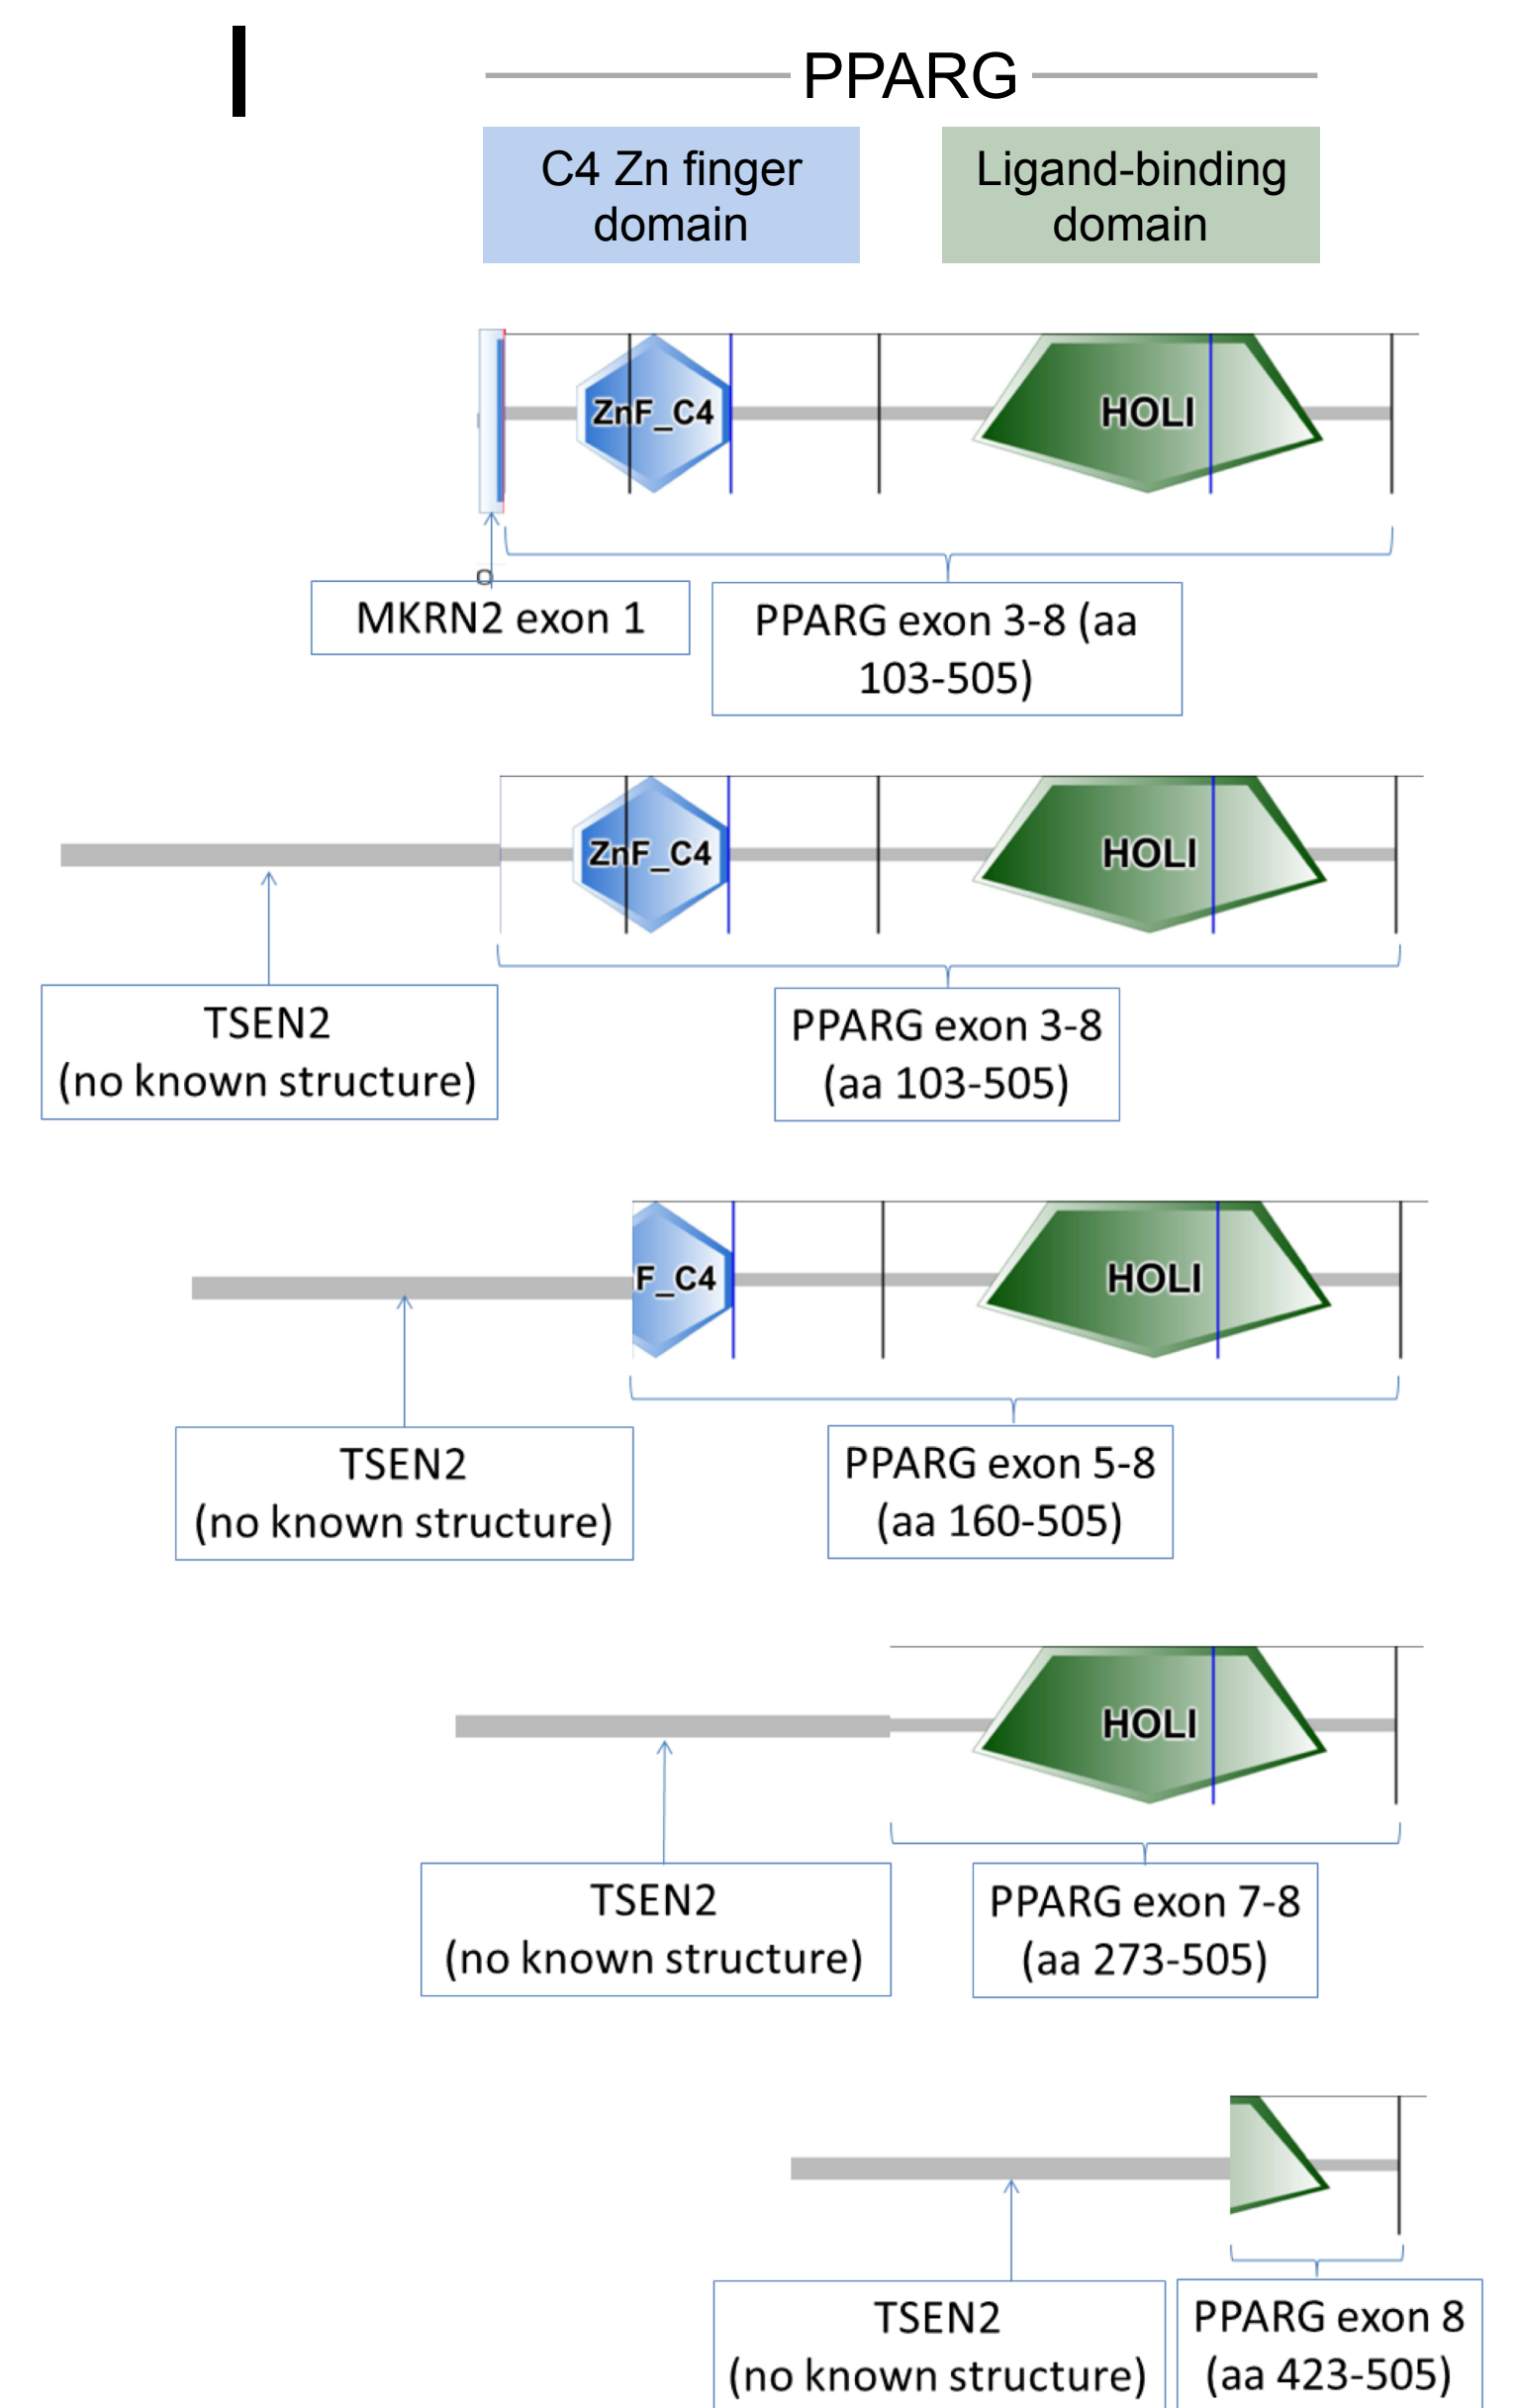 I
PPARG
C4 Zn finger
domain
Ligand-binding
domain
ZnF_C4
HOLI
MKRN2 exon 1
PPARG exon 3-8 (aa
103-505)
ZnF_C4
HOLI
TSEN2
(no known structure)
PPARG exon 3-8
(aa 103-505)
F_C4
HOLI
TSEN2
(no known structure)
PPARG exon 5-8
(aa 160-505)
HOLI
TSEN2
(no known structure)
PPARG exon 7-8
(aa 273-505)
TSEN2
(no known structure)
PPARG exon 8
(aa 423-505)